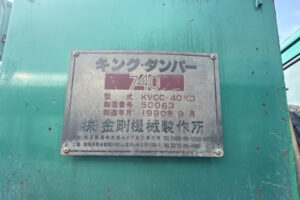 キング・ダンパー
740
型式 KVCC-40KD
製造番号 50063
製造年月 1990年9月
㈱金剛機械製作所